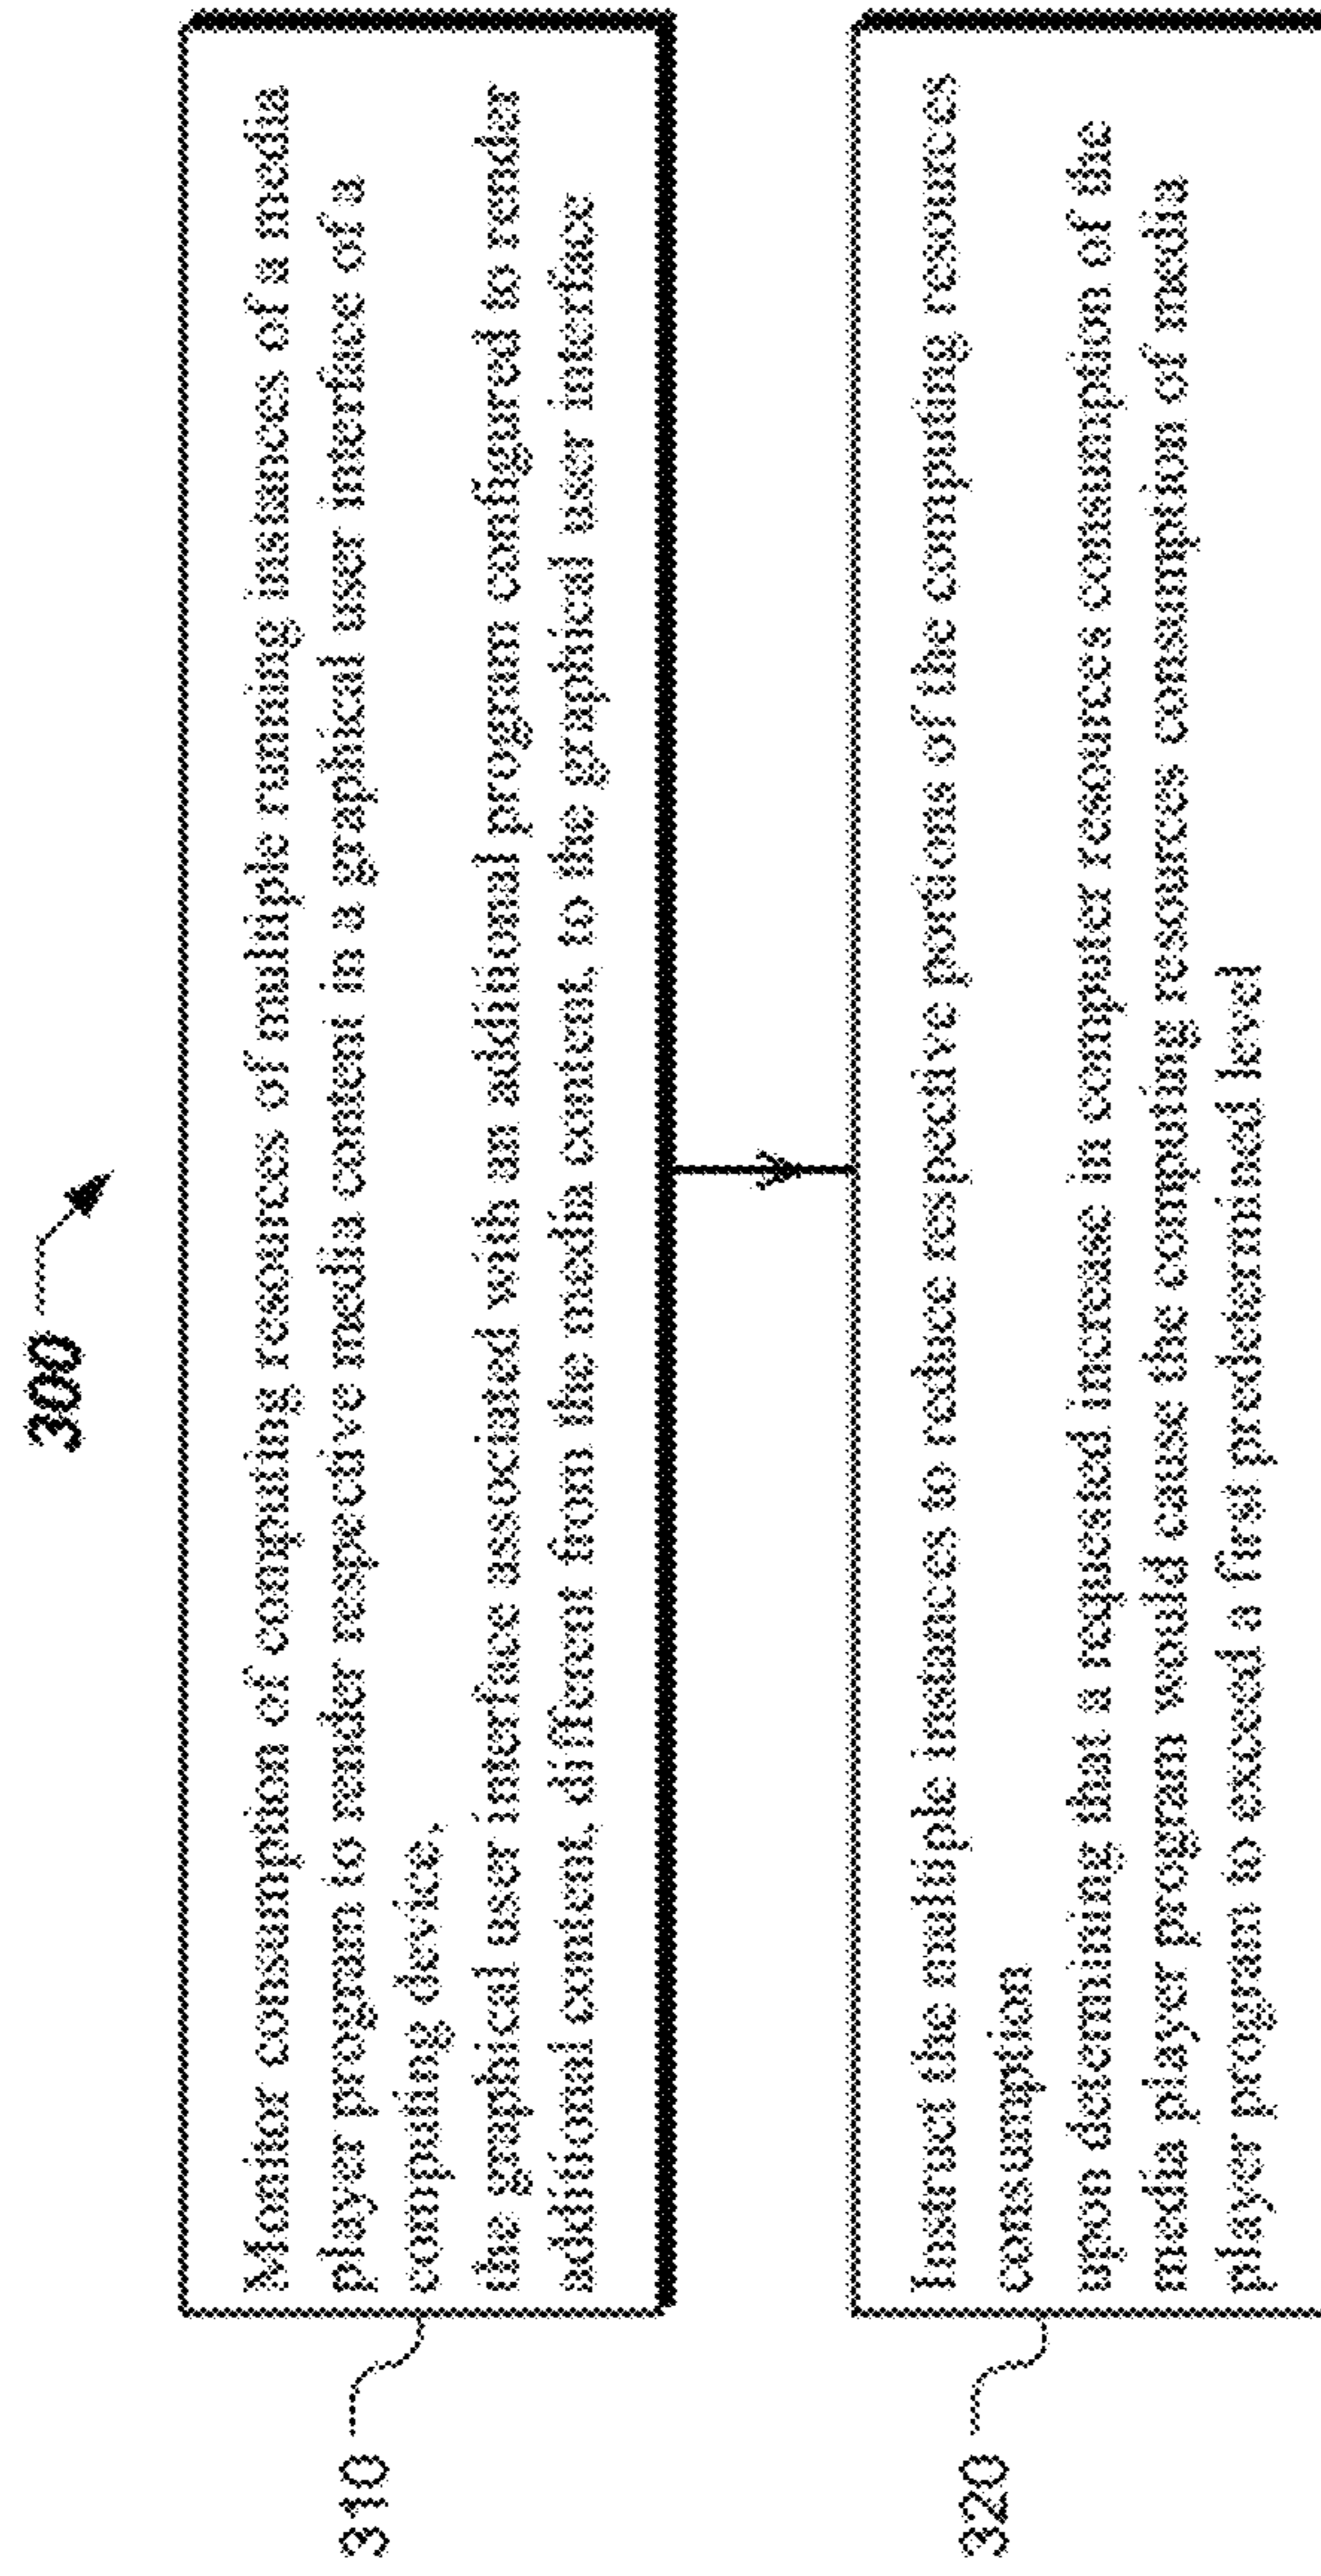 300
310
Monitor consumption of computing resources of multiple running instances of a media
player program to render respective media content in a graphical user interface of a
computing device,
the graphical user interface associated with an additional program configured to render
additional content, different from the media content, to the graphical user interface
320
Instruct the multiple instances to reduce respective portions of the computing resources
consumption
upon determining that a requested increase in computer resources consumption of the
media player program would cause the computing resources consumption of media
player program to exceed a first predetermined level